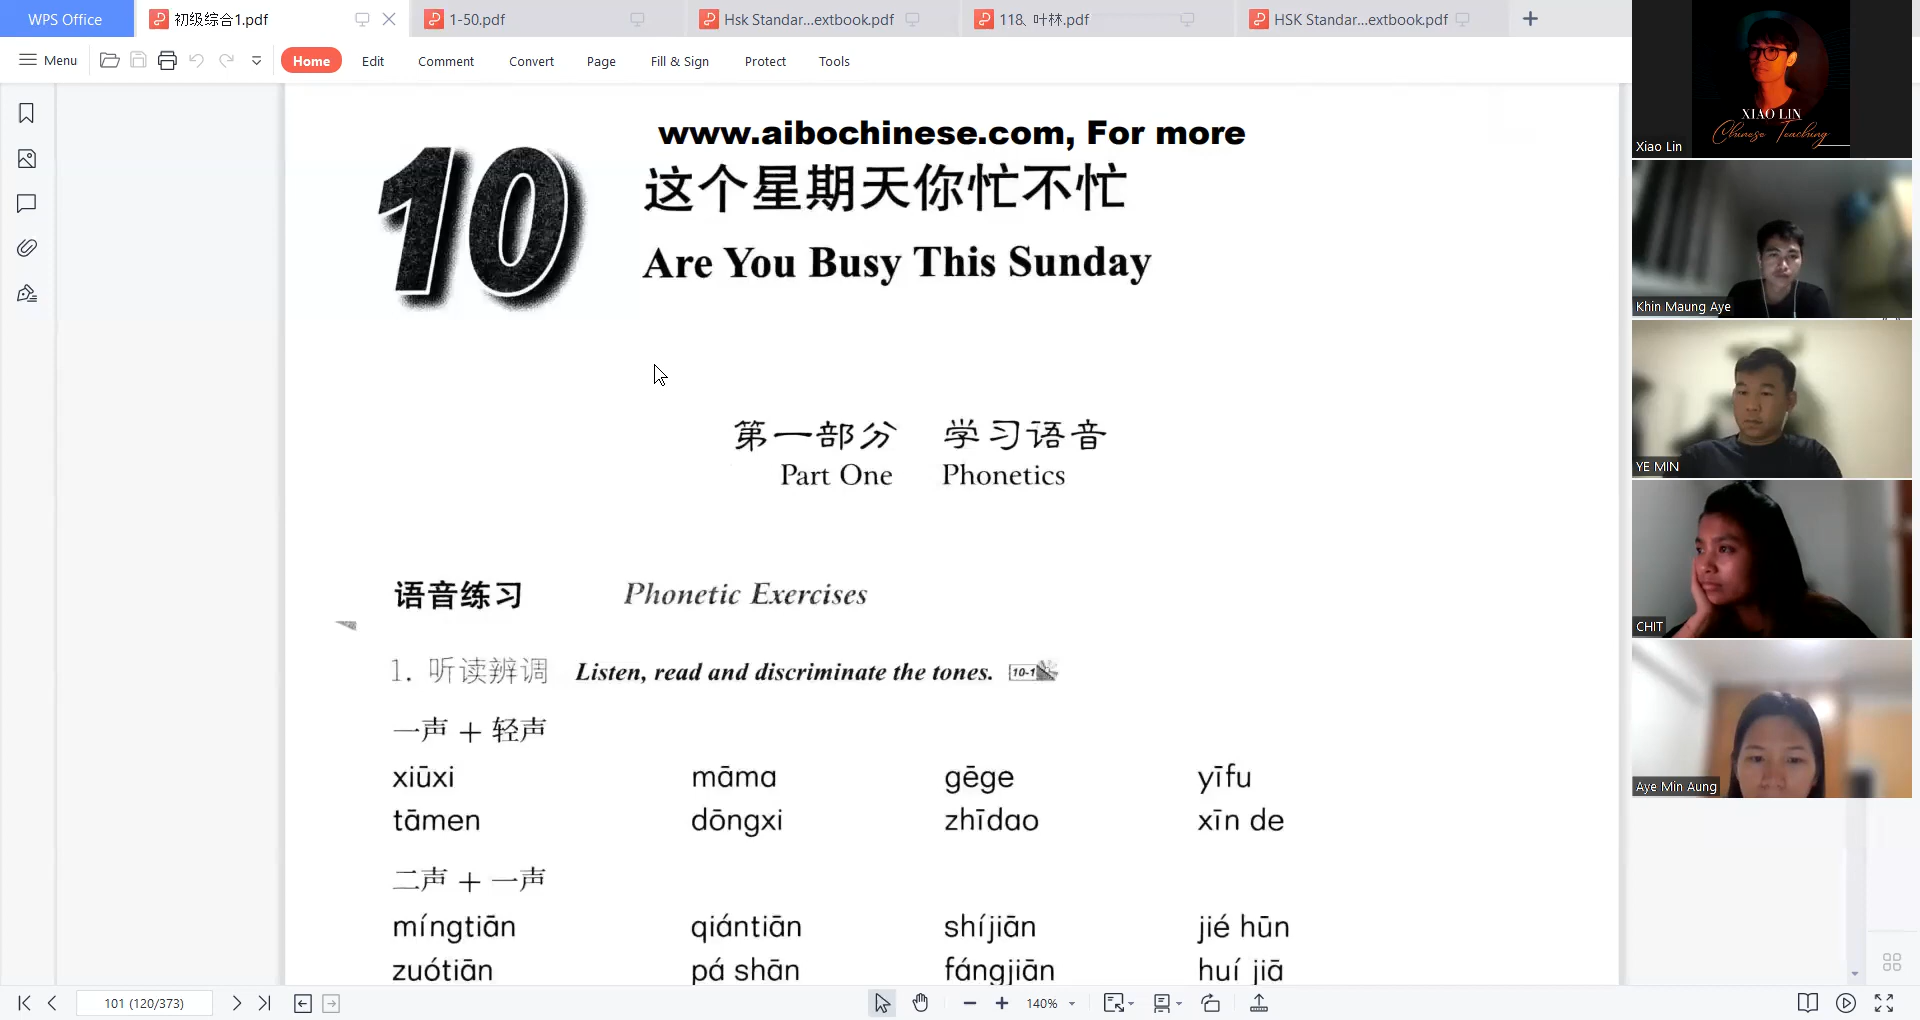 WPS Office
初级综合1.pdf
1-50.pdf
Hsk Standar...extbook.pdf
118、叶林.pdf
HSK Standar...extbook.pdf
Menu
Home
Edit
Comment
Convert
Page
Fill & Sign
Protect
Tools
www.aibochinese.com, For more
10
这个星期天你忙不忙
Are You Busy This Sunday
第一部分 学习语音
Part One Phonetics
语音练习 Phonetic Exercises
1. 听读辨调 Listen, read and discriminate the tones. 10-1
一声 + 轻声
xiūxi māma gēge yīfu
tāmen dōngxi zhīdao xīn de
二声 + 一声
míngtiān qiántiān shíjiān jié hūn
zuótiān pá shān fángjiān huí jiā
101 (120/373)
140%
XIAO LIN
Chinese Teaching
Xiao Lin
Khin Maung Aye
YE MIN
CHIT
Aye Min Aung